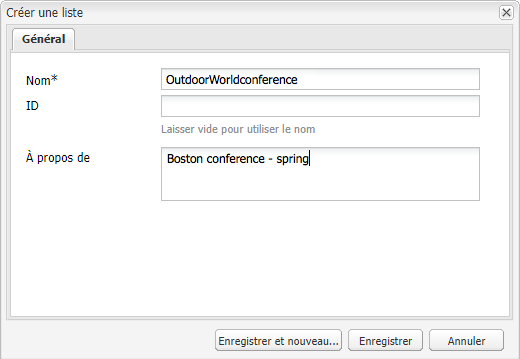 Créer une liste
Général
Nom*
OutdoorWorldconference
ID
Laisser vide pour utiliser le nom
À propos de
Boston conference - spring
Enregistrer et nouveau...
Enregistrer
Annuler